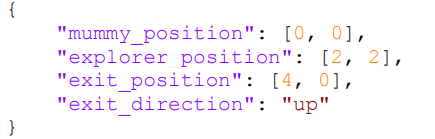 {
    "mummy_position": [0, 0],
    "explorer_position": [2, 2],
    "exit_position": [4, 0],
    "exit_direction": "up"
}